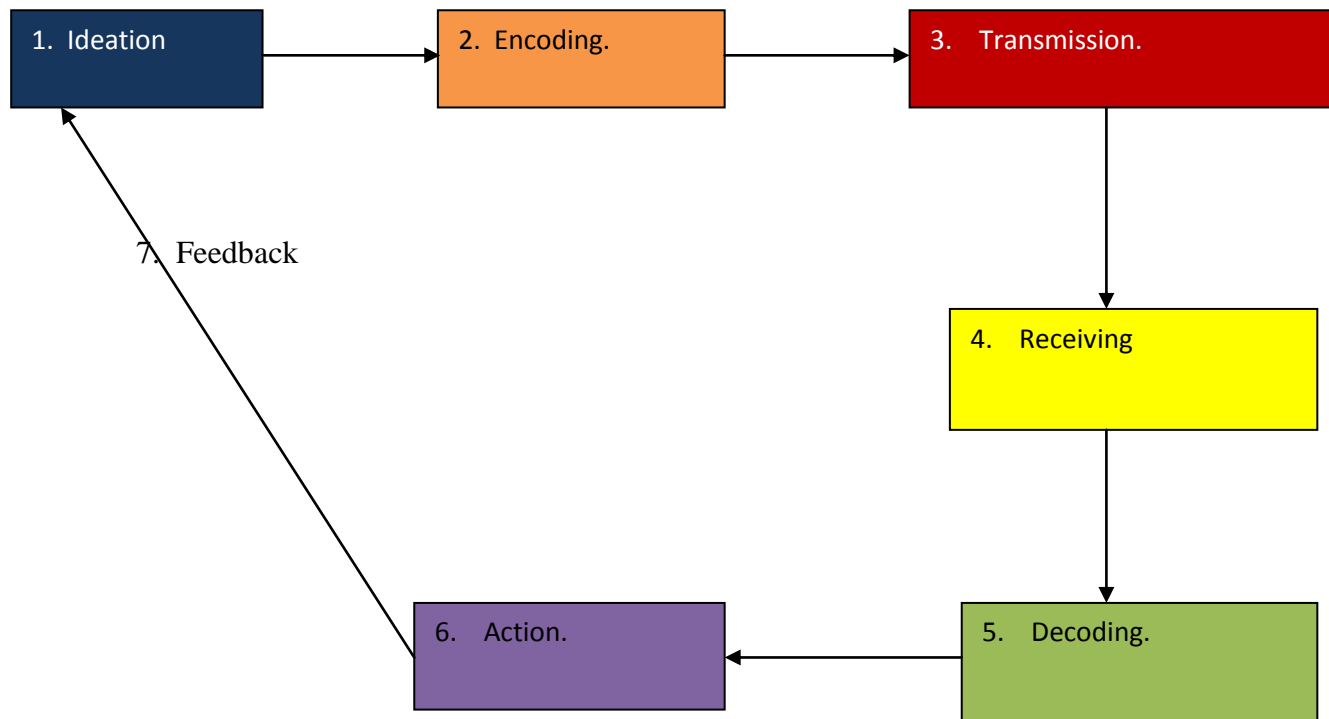 1. Ideation
2. Encoding.
3. Transmission.
7. Feedback
4. Receiving
6. Action.
5. Decoding.